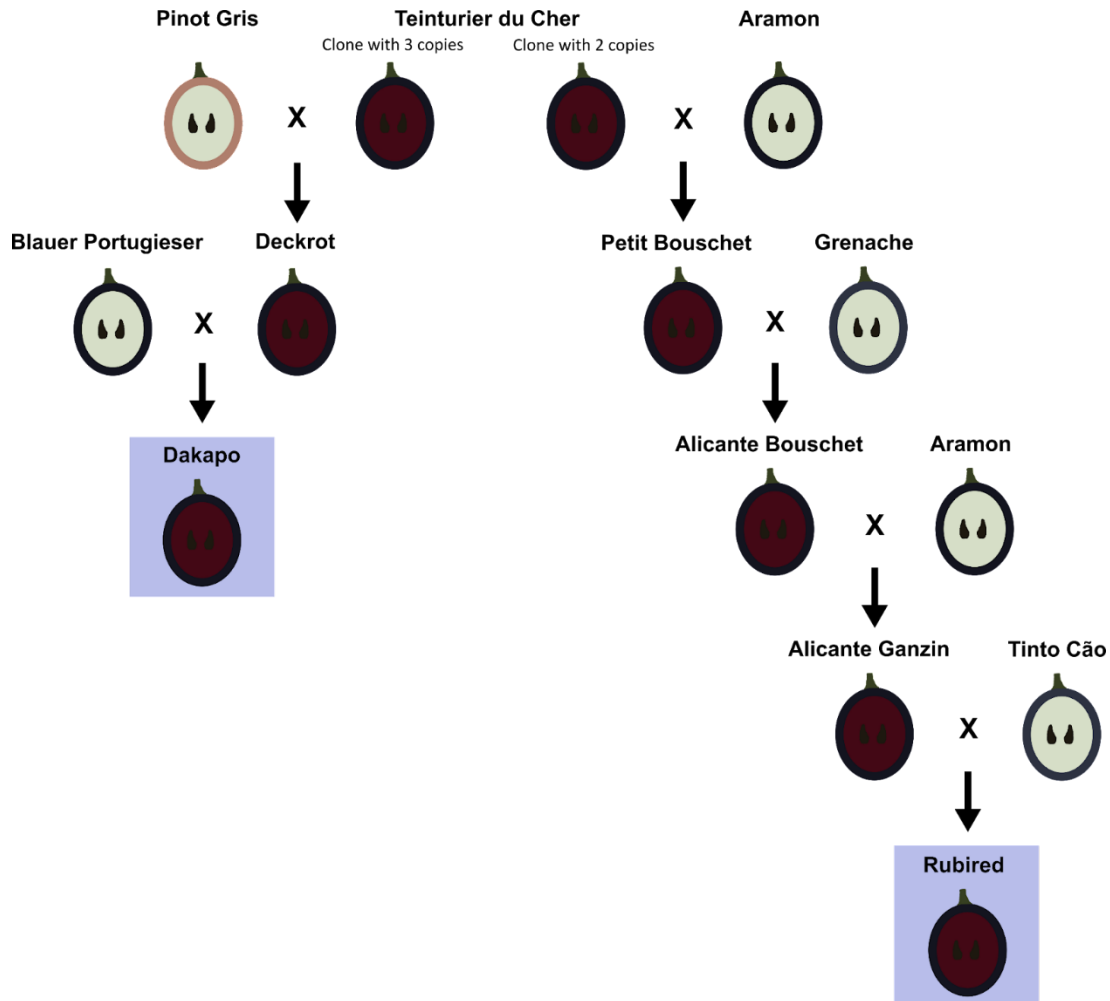 Pinot Gris
Teinturier du Cher
Aramon
Clone with 3 copies
Clone with 2 copies
X
X
Blauer Portugieser
Deckrot
Petit Bouschet
Grenache
X
X
Dakapo
Alicante Bouschet
Aramon
X
Alicante Ganzin
Tinto Cão
X
Rubired